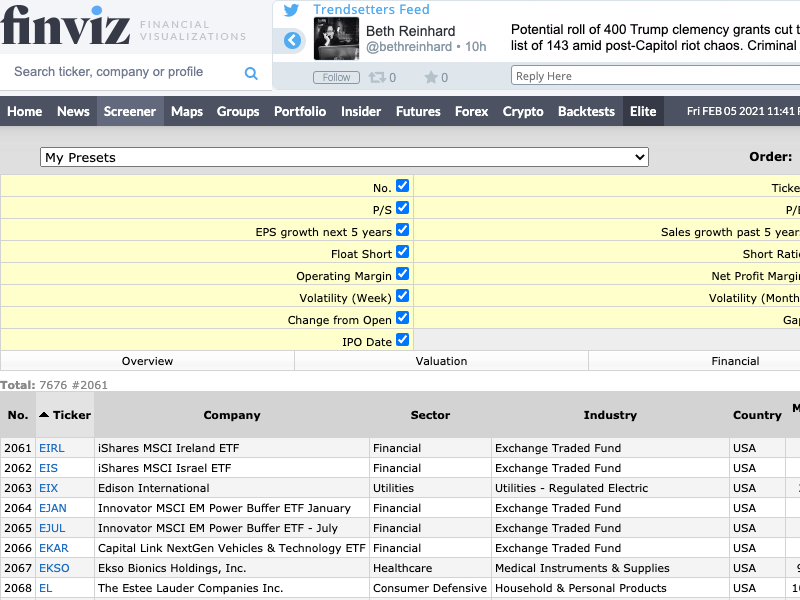 finviz FINANCIAL
VISUALIZATIONS
Search ticker, company or profile
Trendsetters Feed
Beth Reinhard
@bethreinhard • 10h
Potential roll of 400 Trump clemency grants cut t
list of 143 amid post-Capitol riot chaos. Criminal
Follow 0 0 Reply Here
Home News Screener Maps Groups Portfolio Insider Futures Forex Crypto Backtests Elite Fri FEB 05 2021 11:41 P
My Presets Order:
No. Ticke
P/S P/E
EPS growth next 5 years Sales growth past 5 year
Float Short Short Ratio
Operating Margin Net Profit Margin
Volatility (Week) Volatility (Month
Change from Open Gap
IPO Date
Overview Valuation Financial
Total: 7676 #2061
No. Ticker Company Sector Industry Country M
2061 EIRL iShares MSCI Ireland ETF Financial Exchange Traded Fund USA
2062 EIS iShares MSCI Israel ETF Financial Exchange Traded Fund USA
2063 EIX Edison International Utilities Utilities - Regulated Electric USA
2064 EJAN Innovator MSCI EM Power Buffer ETF January Financial Exchange Traded Fund USA
2065 EJUL Innovator MSCI EM Power Buffer ETF - July Financial Exchange Traded Fund USA
2066 EKAR Capital Link NextGen Vehicles & Technology ETF Financial Exchange Traded Fund USA
2067 EKSO Ekso Bionics Holdings, Inc. Healthcare Medical Instruments & Supplies USA 9
2068 EL The Estee Lauder Companies Inc. Consumer Defensive Household & Personal Products USA 10